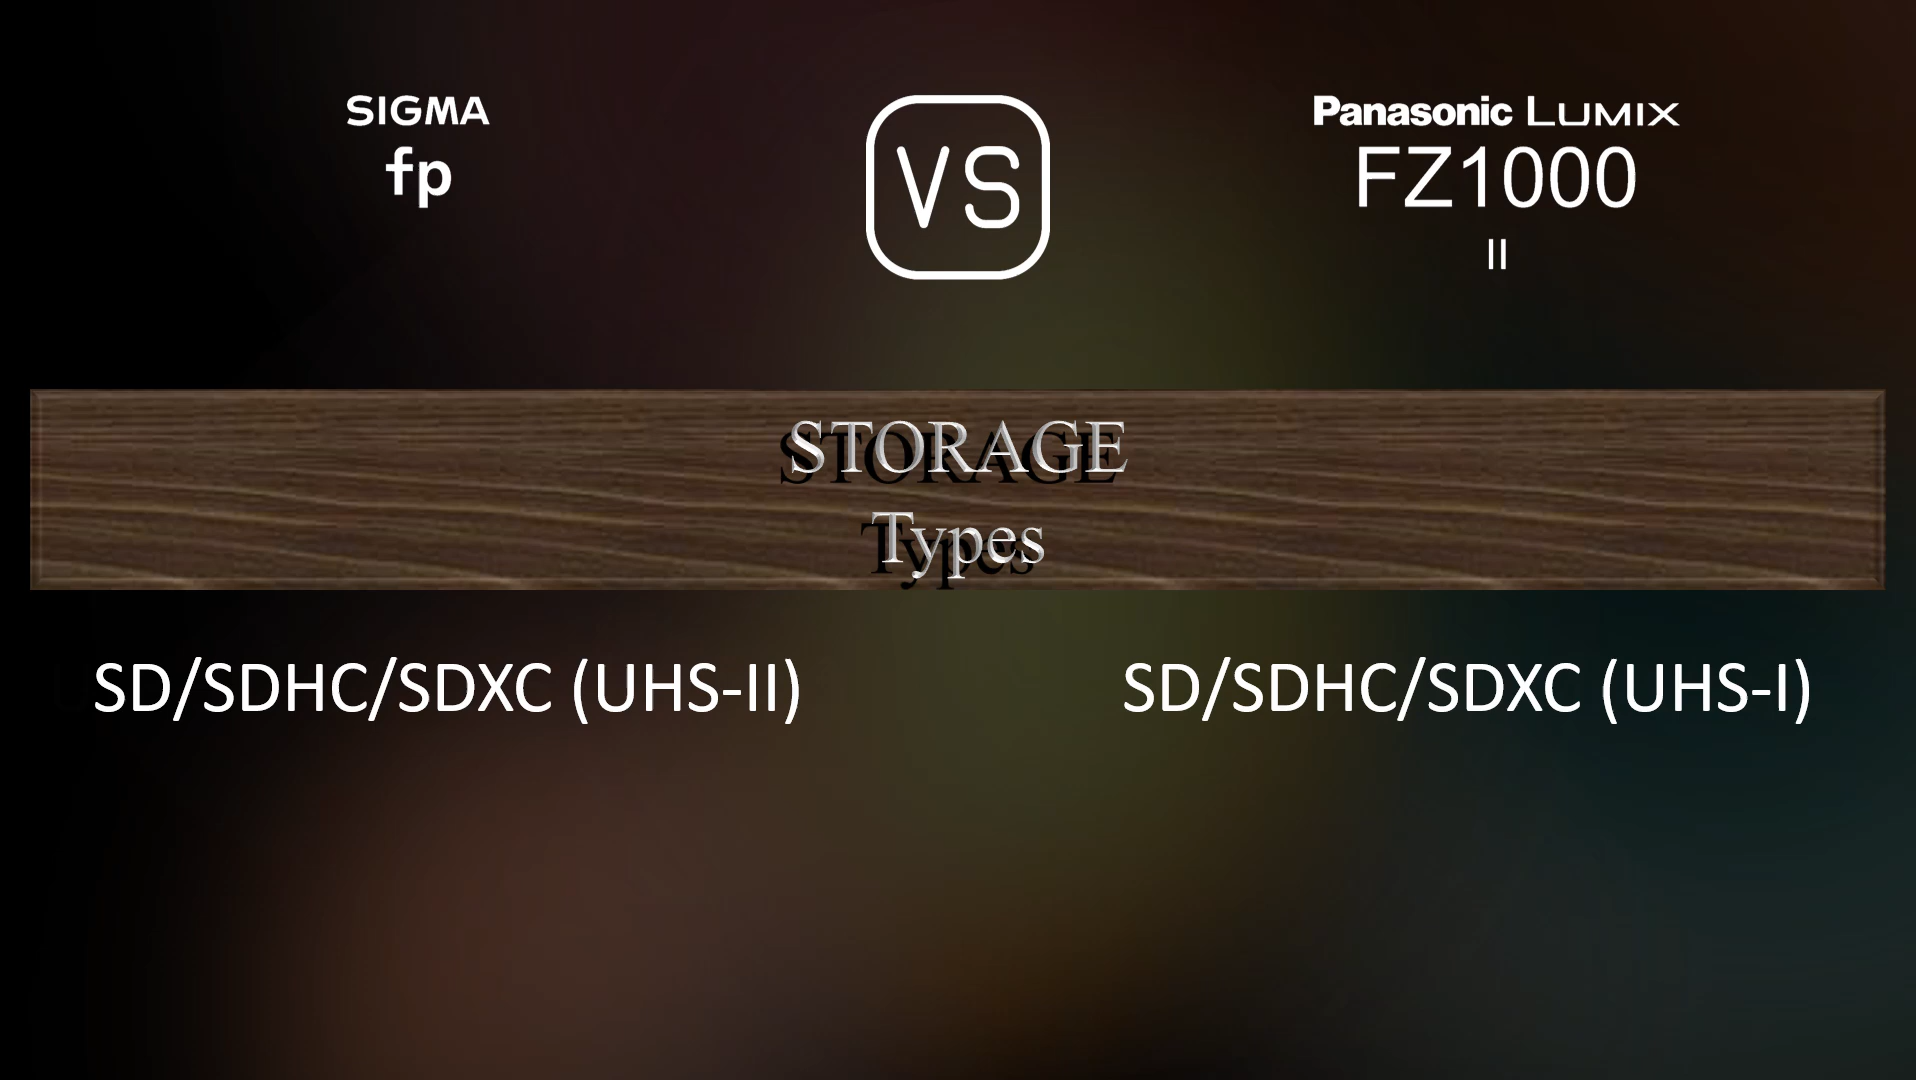 SIGMA
fp
VS
Panasonic LUMIX
FZ1000
II
STORAGE
Types
SD/SDHC/SDXC (UHS-II)
SD/SDHC/SDXC (UHS-I)